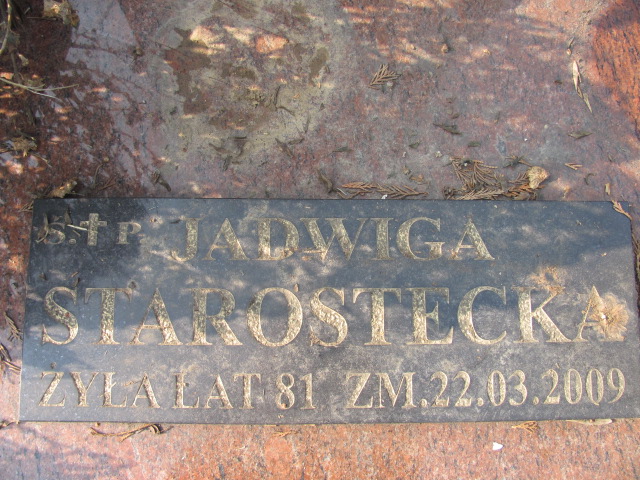 Ś. † P. JADWIGA
STAROSTECKA
ŻYŁA LAT 81 ZM. 22.03.2009